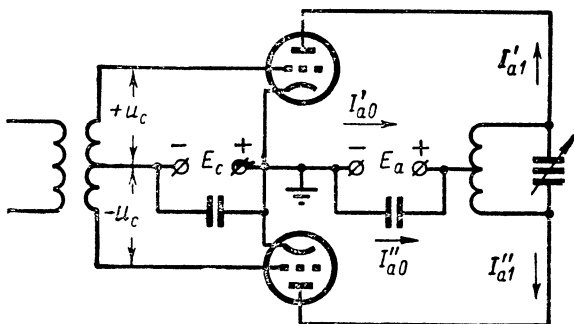 I'a1
+uc
I'a0
- Ec + - Ea +
-uc
I''a0
I''a1